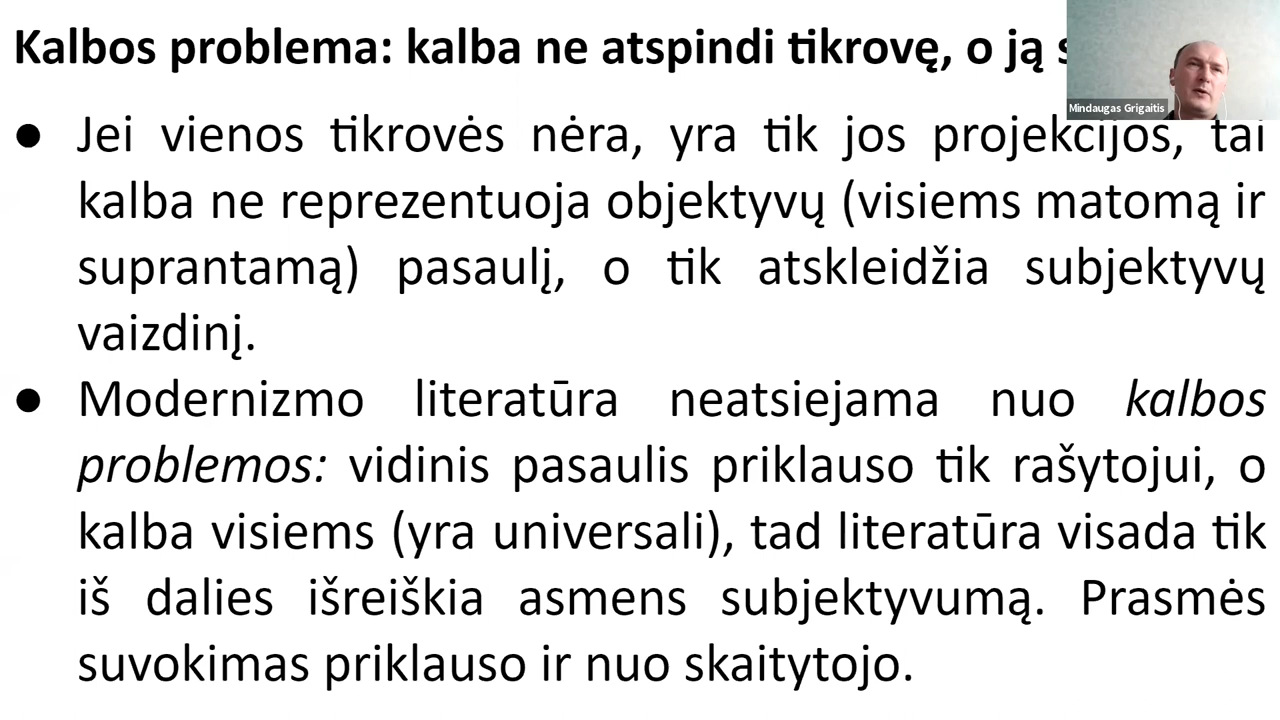 Kalbos problema: kalba ne atspindi tikrovę, o ją
Mindaugas Grigaitis
● Jei vienos tikrovės nėra, yra tik jos projekcijos, tai
kalba ne reprezentuoja objektyvų (visiems matomą ir
suprantamą) pasaulį, o tik atskleidžia subjektyvų
vaizdinį.
● Modernizmo literatūra neatsiejama nuo kalbos
problemos: vidinis pasaulis priklauso tik rašytojui, o
kalba visiems (yra universali), tad literatūra visada tik
iš dalies išreiškia asmens subjektyvumą. Prasmės
suvokimas priklauso ir nuo skaitytojo.